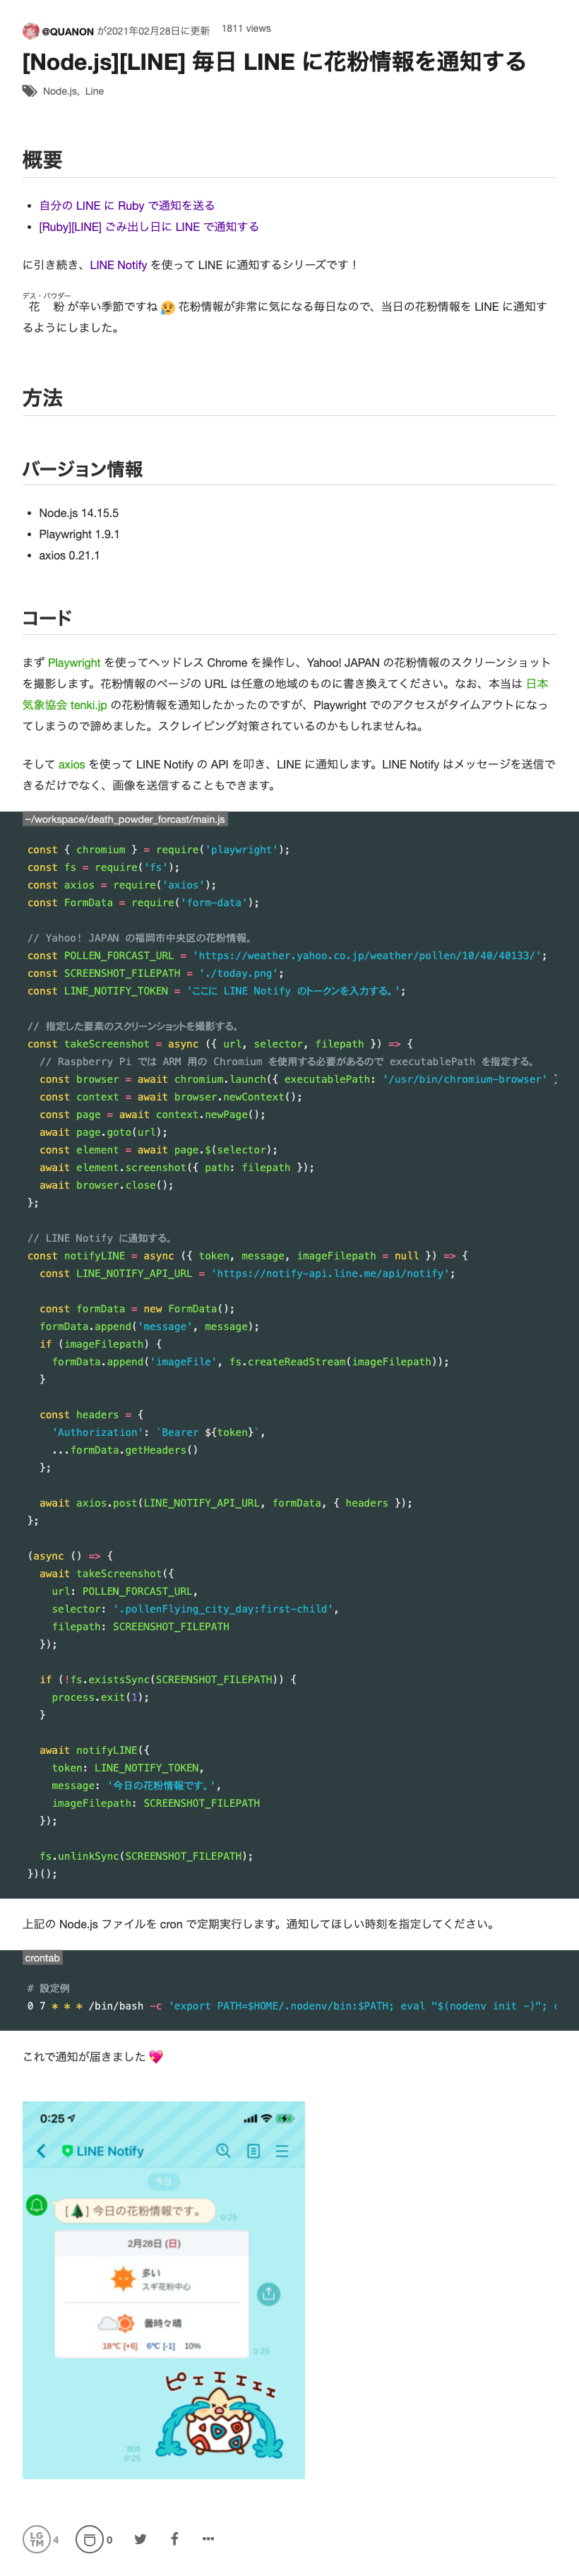 @QUANON が2021年02月28日に更新 1811 views
[Node.js][LINE] 毎日 LINE に花粉情報を通知する
Node.js, Line
概要
自分の LINE に Ruby で通知を送る
[Ruby][LINE] ごみ出し日に LINE で通知する
に引き続き、LINE Notify を使って LINE に通知するシリーズです！
デス・パウダー
花 粉 が辛い季節ですね 😥 花粉情報が非常に気になる毎日なので、当日の花粉情報を LINE に通知す
るようにしました。
方法
バージョン情報
Node.js 14.15.5
Playwright 1.9.1
axios 0.21.1
コード
まず Playwright を使ってヘッドレス Chrome を操作し、Yahoo! JAPAN の花粉情報のスクリーンショット
を撮影します。花粉情報のページの URL は任意の地域のものに書き換えてください。なお、本当は 日本
気象協会 tenki.jp の花粉情報を通知したかったのですが、Playwright でのアクセスがタイムアウトになっ
てしまうので諦めました。スクレイピング対策されているのかもしれませんね。
そして axios を使って LINE Notify の API を叩き、LINE に通知します。LINE Notify はメッセージを送信で
きるだけでなく、画像を送信することもできます。
~/workspace/death_powder_forcast/main.js
const { chromium } = require('playwright');
const fs = require('fs');
const axios = require('axios');
const FormData = require('form-data');
// Yahoo! JAPAN の福岡市中央区の花粉情報。
const POLLEN_FORCAST_URL = 'https://weather.yahoo.co.jp/weather/pollen/10/40/40133/';
const SCREENSHOT_FILEPATH = './today.png';
const LINE_NOTIFY_TOKEN = 'ここに LINE Notify のトークンを入力する。';
// 指定した要素のスクリーンショットを撮影する。
const takeScreenshot = async ({ url, selector, filepath }) => {
// Raspberry Pi では ARM 用の Chromium を使用する必要があるので executablePath を指定する。
const browser = await chromium.launch({ executablePath: '/usr/bin/chromium-browser' }
const context = await browser.newContext();
const page = await context.newPage();
await page.goto(url);
const element = await page.$(selector);
await element.screenshot({ path: filepath });
await browser.close();
};
// LINE Notify に通知する。
const notifyLINE = async ({ token, message, imageFilepath = null }) => {
const LINE_NOTIFY_API_URL = 'https://notify-api.line.me/api/notify';
const formData = new FormData();
formData.append('message', message);
if (imageFilepath) {
formData.append('imageFile', fs.createReadStream(imageFilepath));
}
const headers = {
'Authorization': `Bearer ${token}`,
...formData.getHeaders()
};
await axios.post(LINE_NOTIFY_API_URL, formData, { headers });
};
(async () => {
await takeScreenshot({
url: POLLEN_FORCAST_URL,
selector: '.pollenFlying_city_day:first-child',
filepath: SCREENSHOT_FILEPATH
});
if (!fs.existsSync(SCREENSHOT_FILEPATH)) {
process.exit(1);
}
await notifyLINE({
token: LINE_NOTIFY_TOKEN,
message: '今日の花粉情報です。',
imageFilepath: SCREENSHOT_FILEPATH
});
fs.unlinkSync(SCREENSHOT_FILEPATH);
})();
上記の Node.js ファイルを cron で定期実行します。通知してほしい時刻を指定してください。
crontab
# 設定例
0 7 * * * /bin/bash -c 'export PATH=$HOME/.nodenv/bin:$PATH; eval "$(nodenv init -)"; c
これで通知が届きました 💖
0:25
LINE Notify
今日
[🌲] 今日の花粉情報です。
0:25
2月28日 (日)
多い
スギ花粉中心
曇時々晴
18℃ [+6] 6℃ [-1] 10%
0:25
ピエエエェ
既読
0:25
LGTM 4 0